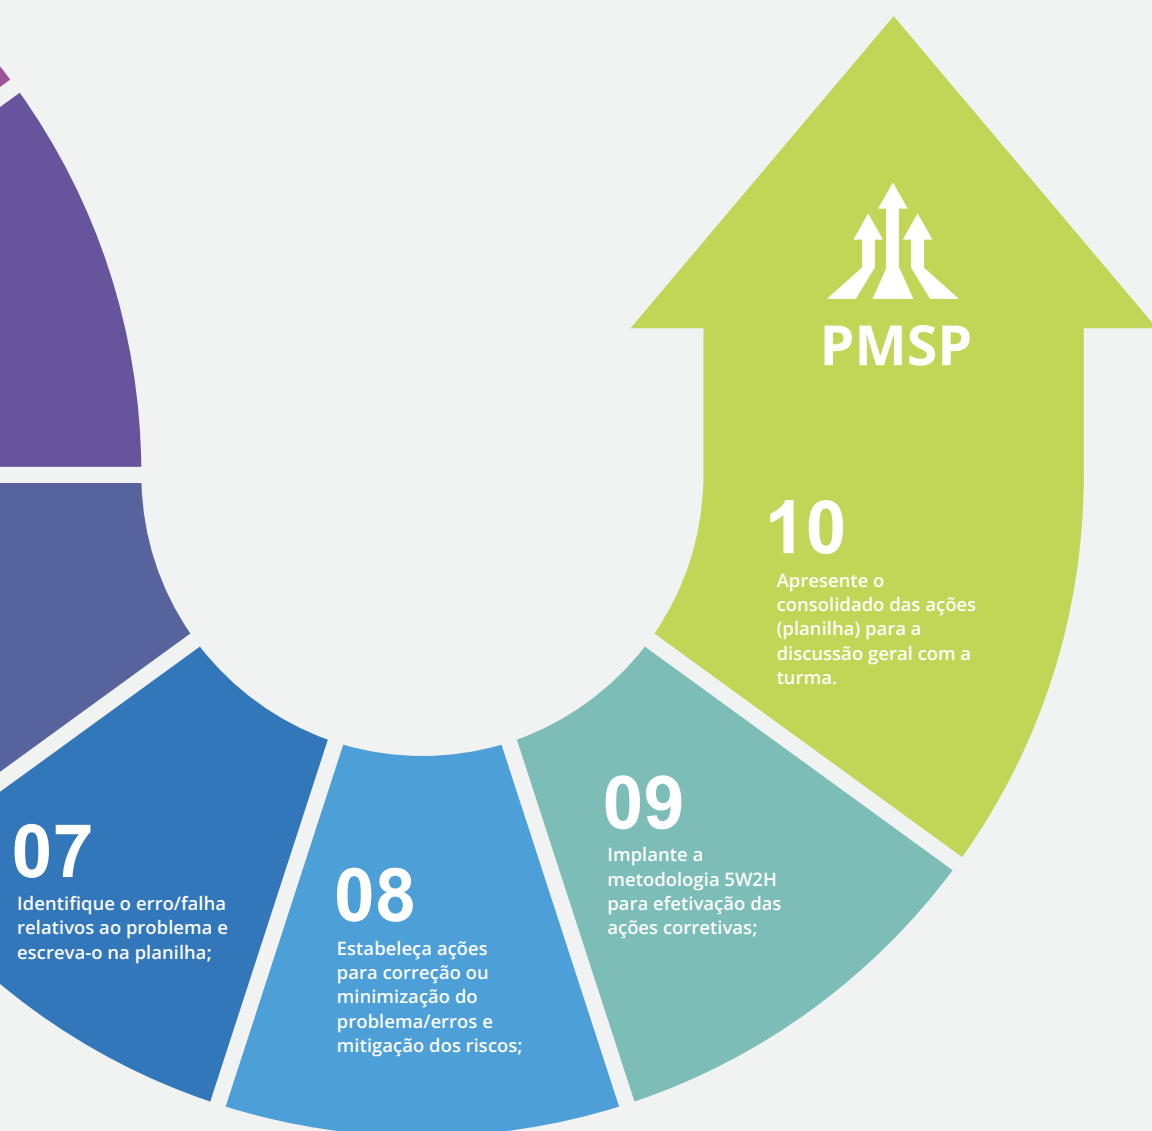 07
Identifique o erro/falha
relativos ao problema e
escreva-o na planilha;
08
Estabeleça ações
para correção ou
minimização do
problema/erros e
mitigação dos riscos;
09
Implante a
metodologia 5W2H
para efetivação das
ações corretivas;
10
Apresente o
consolidado das ações
(planilha) para a
discussão geral com a
turma.
PMSP